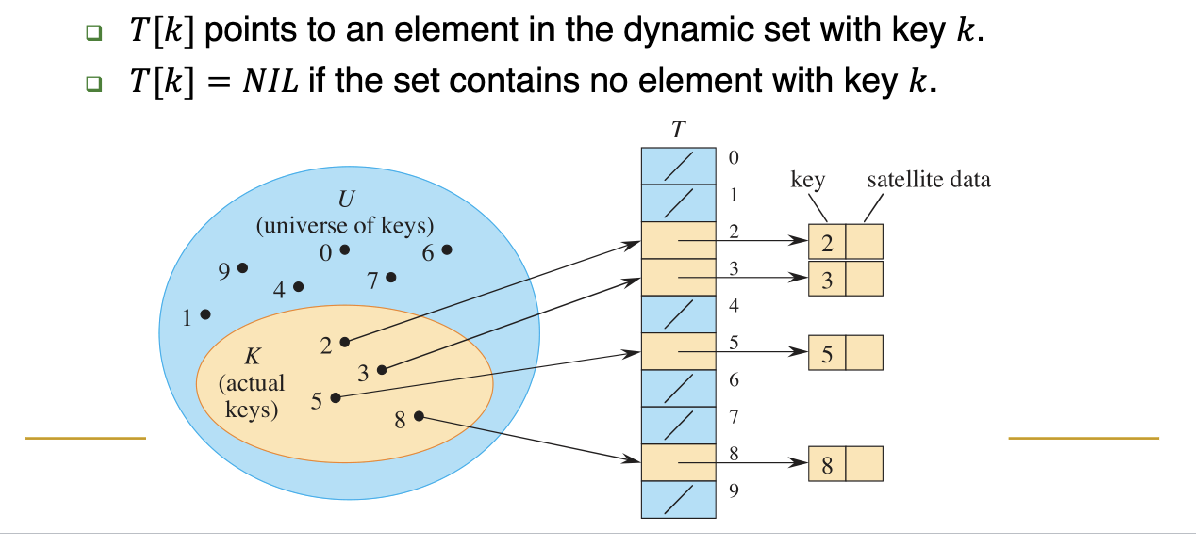 T[k] points to an element in the dynamic set with key k.
T[k] = NIL if the set contains no element with key k.
T
U
(universe of keys)
0
6
9
7
4
1
K
(actual
keys)
2
3
5
8
0
1
2
3
4
5
6
7
8
9
key satellite data
2
3
5
8